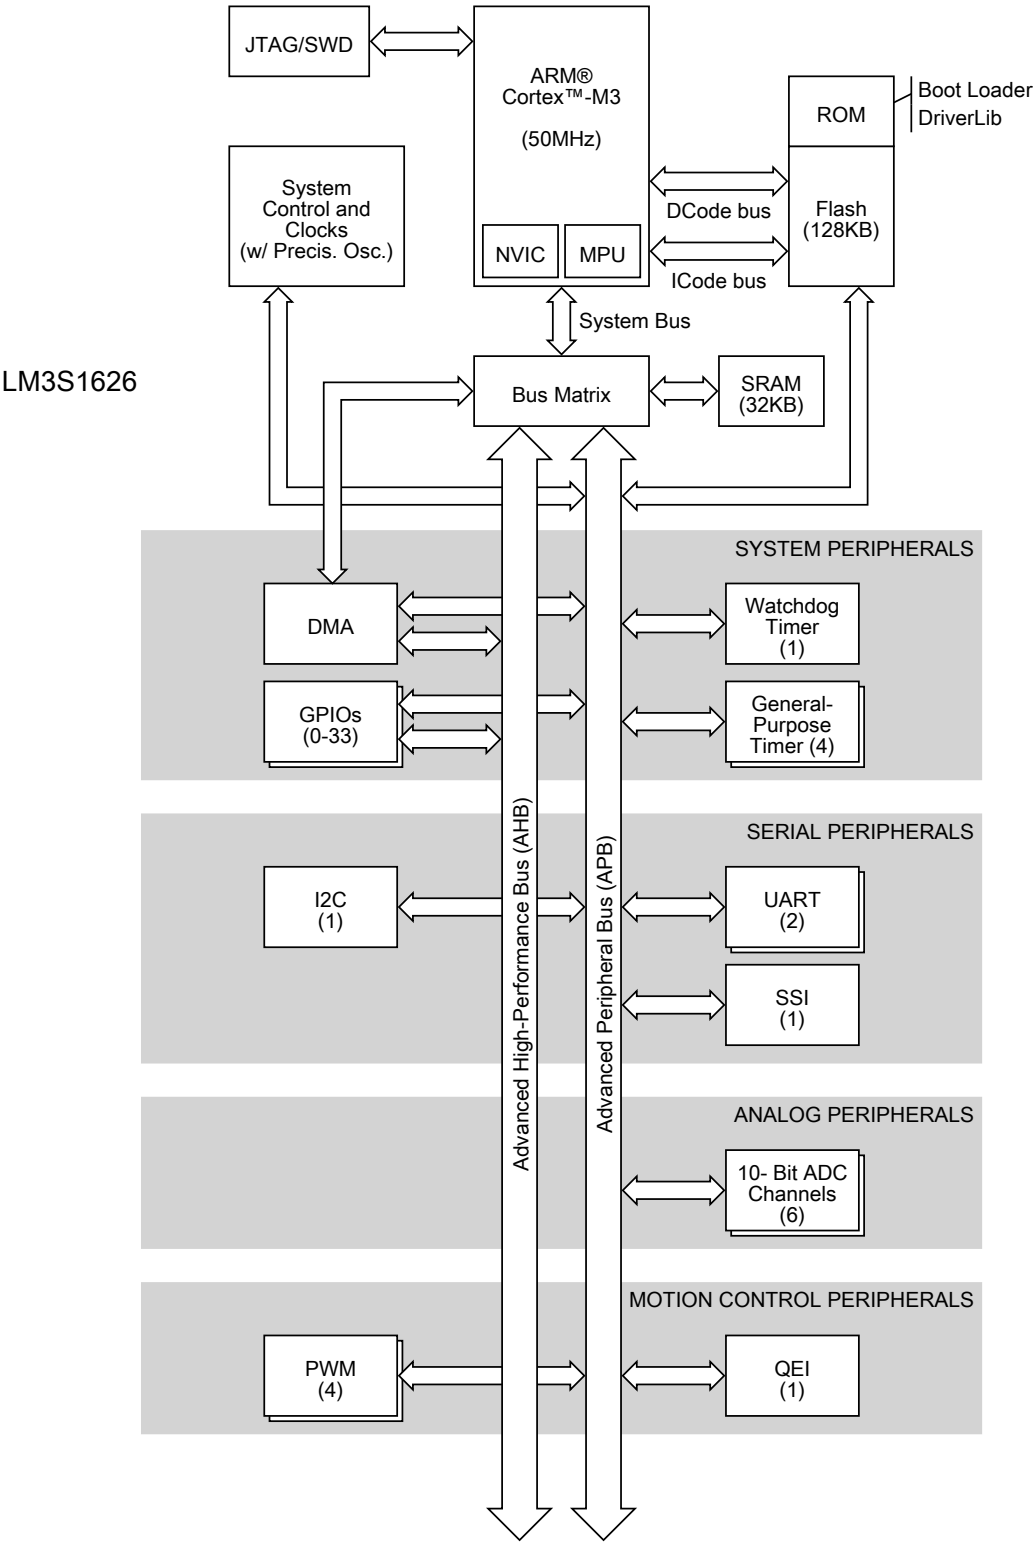 JTAG/SWD
ARM®
Cortex™-M3
(50MHz)
NVIC
MPU
ROM
Boot Loader
DriverLib
Flash
(128KB)
DCode bus
ICode bus
System
Control and
Clocks
(w/ Precis. Osc.)
System Bus
LM3S1626
Bus Matrix
SRAM
(32KB)
SYSTEM PERIPHERALS
DMA
Watchdog
Timer
(1)
GPIOs
(0-33)
General-
Purpose
Timer (4)
Advanced High-Performance Bus (AHB)
Advanced Peripheral Bus (APB)
SERIAL PERIPHERALS
I2C
(1)
UART
(2)
SSI
(1)
ANALOG PERIPHERALS
10- Bit ADC
Channels
(6)
MOTION CONTROL PERIPHERALS
PWM
(4)
QEI
(1)